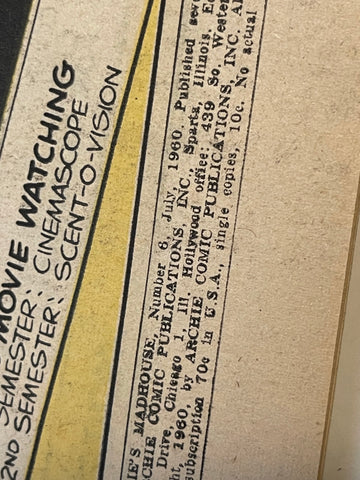 MOVIE WATCHING
SEMESTER: CINEMASCOPE
2ND SEMESTER: SCENT-O-VISION
IE'S MADHOUSE, Number 6, July, 1960. Published
CHIE COMIC PUBLICATIONS, INC., Sparta, Illinois.
Drive, Chicago 1, Ill. Hollywood office: 439 So. Wester
ht, 1960, by ARCHIE COMIC PUBLICATIONS, INC.
subscription 70c in U.S.A., single copies, 10c. No actual